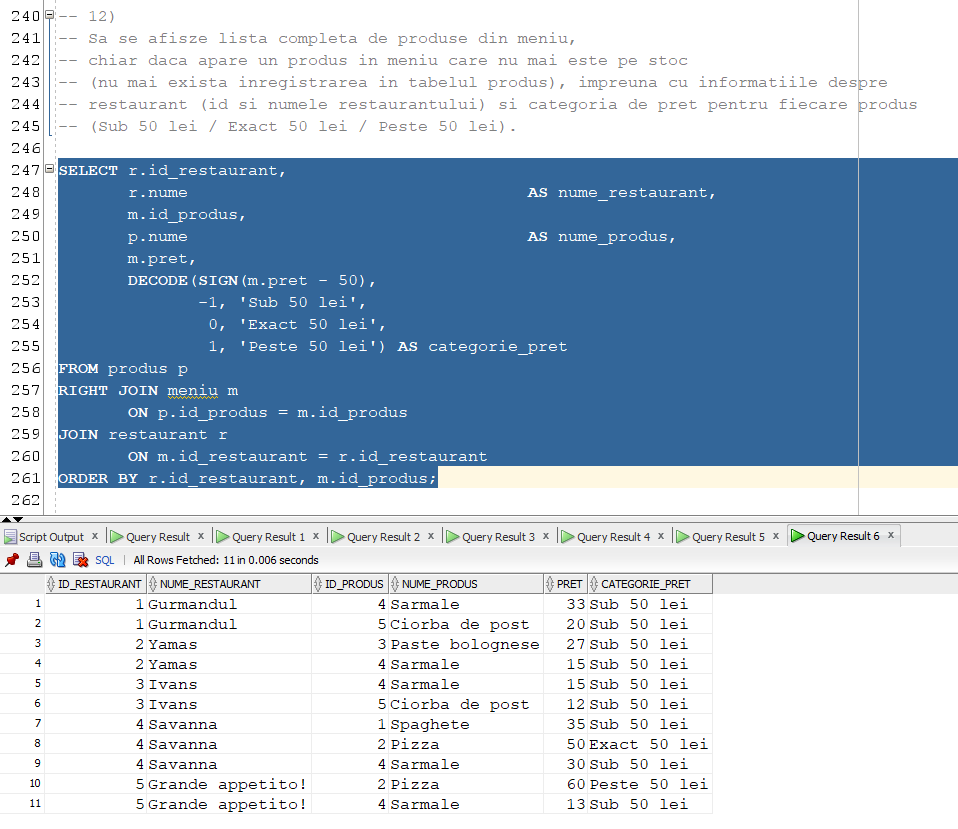 240 -- 12)
241 -- Sa se afisze lista completa de produse din meniu,
242 -- chiar daca apare un produs in meniu care nu mai este pe stoc
243 -- (nu mai exista inregistrarea in tabelul produs), impreuna cu informatiile despre
244 -- restaurant (id si numele restaurantului) si categoria de pret pentru fiecare produs
245 -- (Sub 50 lei / Exact 50 lei / Peste 50 lei).
246
247 SELECT r.id_restaurant,
248 r.nume AS nume_restaurant,
249 m.id_produs,
250 p.nume AS nume_produs,
251 m.pret,
252 DECODE(SIGN(m.pret - 50),
253 -1, 'Sub 50 lei',
254 0, 'Exact 50 lei',
255 1, 'Peste 50 lei') AS categorie_pret
256 FROM produs p
257 RIGHT JOIN meniu m
258 ON p.id_produs = m.id_produs
259 JOIN restaurant r
260 ON m.id_restaurant = r.id_restaurant
261 ORDER BY r.id_restaurant, m.id_produs;
262
Script Output x Query Result x Query Result 1 x Query Result 2 x Query Result 3 x Query Result 4 x Query Result 5 x Query Result 6 x
SQL | All Rows Fetched: 11 in 0.006 seconds
ID_RESTAURANT NUME_RESTAURANT ID_PRODUS NUME_PRODUS PRET CATEGORIE_PRET
1 1 Gurmandul 4 Sarmale 33 Sub 50 lei
2 1 Gurmandul 5 Ciorba de post 20 Sub 50 lei
3 2 Yamas 3 Paste bolognese 27 Sub 50 lei
4 2 Yamas 4 Sarmale 15 Sub 50 lei
5 3 Ivans 4 Sarmale 15 Sub 50 lei
6 3 Ivans 5 Ciorba de post 12 Sub 50 lei
7 4 Savanna 1 Spaghete 35 Sub 50 lei
8 4 Savanna 2 Pizza 50 Exact 50 lei
9 4 Savanna 4 Sarmale 30 Sub 50 lei
10 5 Grande appetito! 2 Pizza 60 Peste 50 lei
11 5 Grande appetito! 4 Sarmale 13 Sub 50 lei